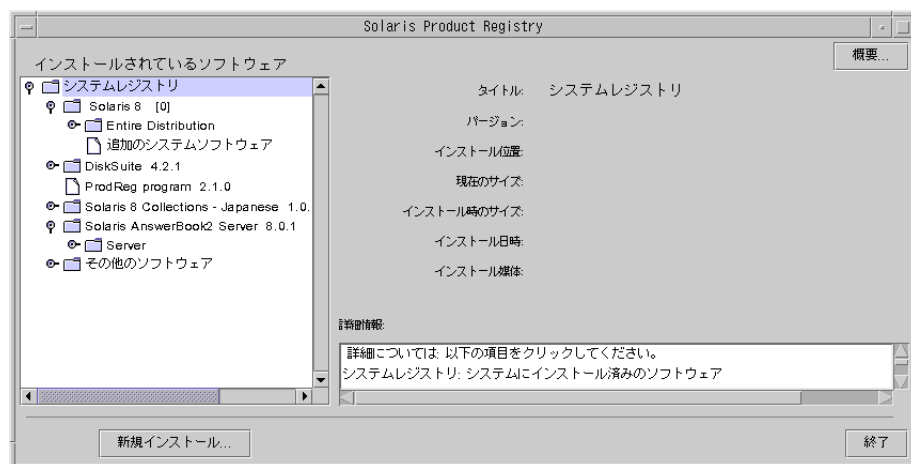 Solaris Product Registry
概要...
インストールされているソフトウェア
システムレジストリ
Solaris 8 [0]
Entire Distribution
追加のシステムソフトウェア
DiskSuite 4.2.1
ProdReg program 2.1.0
Solaris 8 Collections - Japanese 1.0.
Solaris AnswerBook2 Server 8.0.1
Server
その他のソフトウェア
タイトル: システムレジストリ
バージョン:
インストール位置:
現在のサイズ:
インストール時のサイズ:
インストール日時:
インストール媒体:
詳細情報:
詳細については: 以下の項目をクリックしてください。
システムレジストリ: システムにインストール済みのソフトウェア
新規インストール...
終了